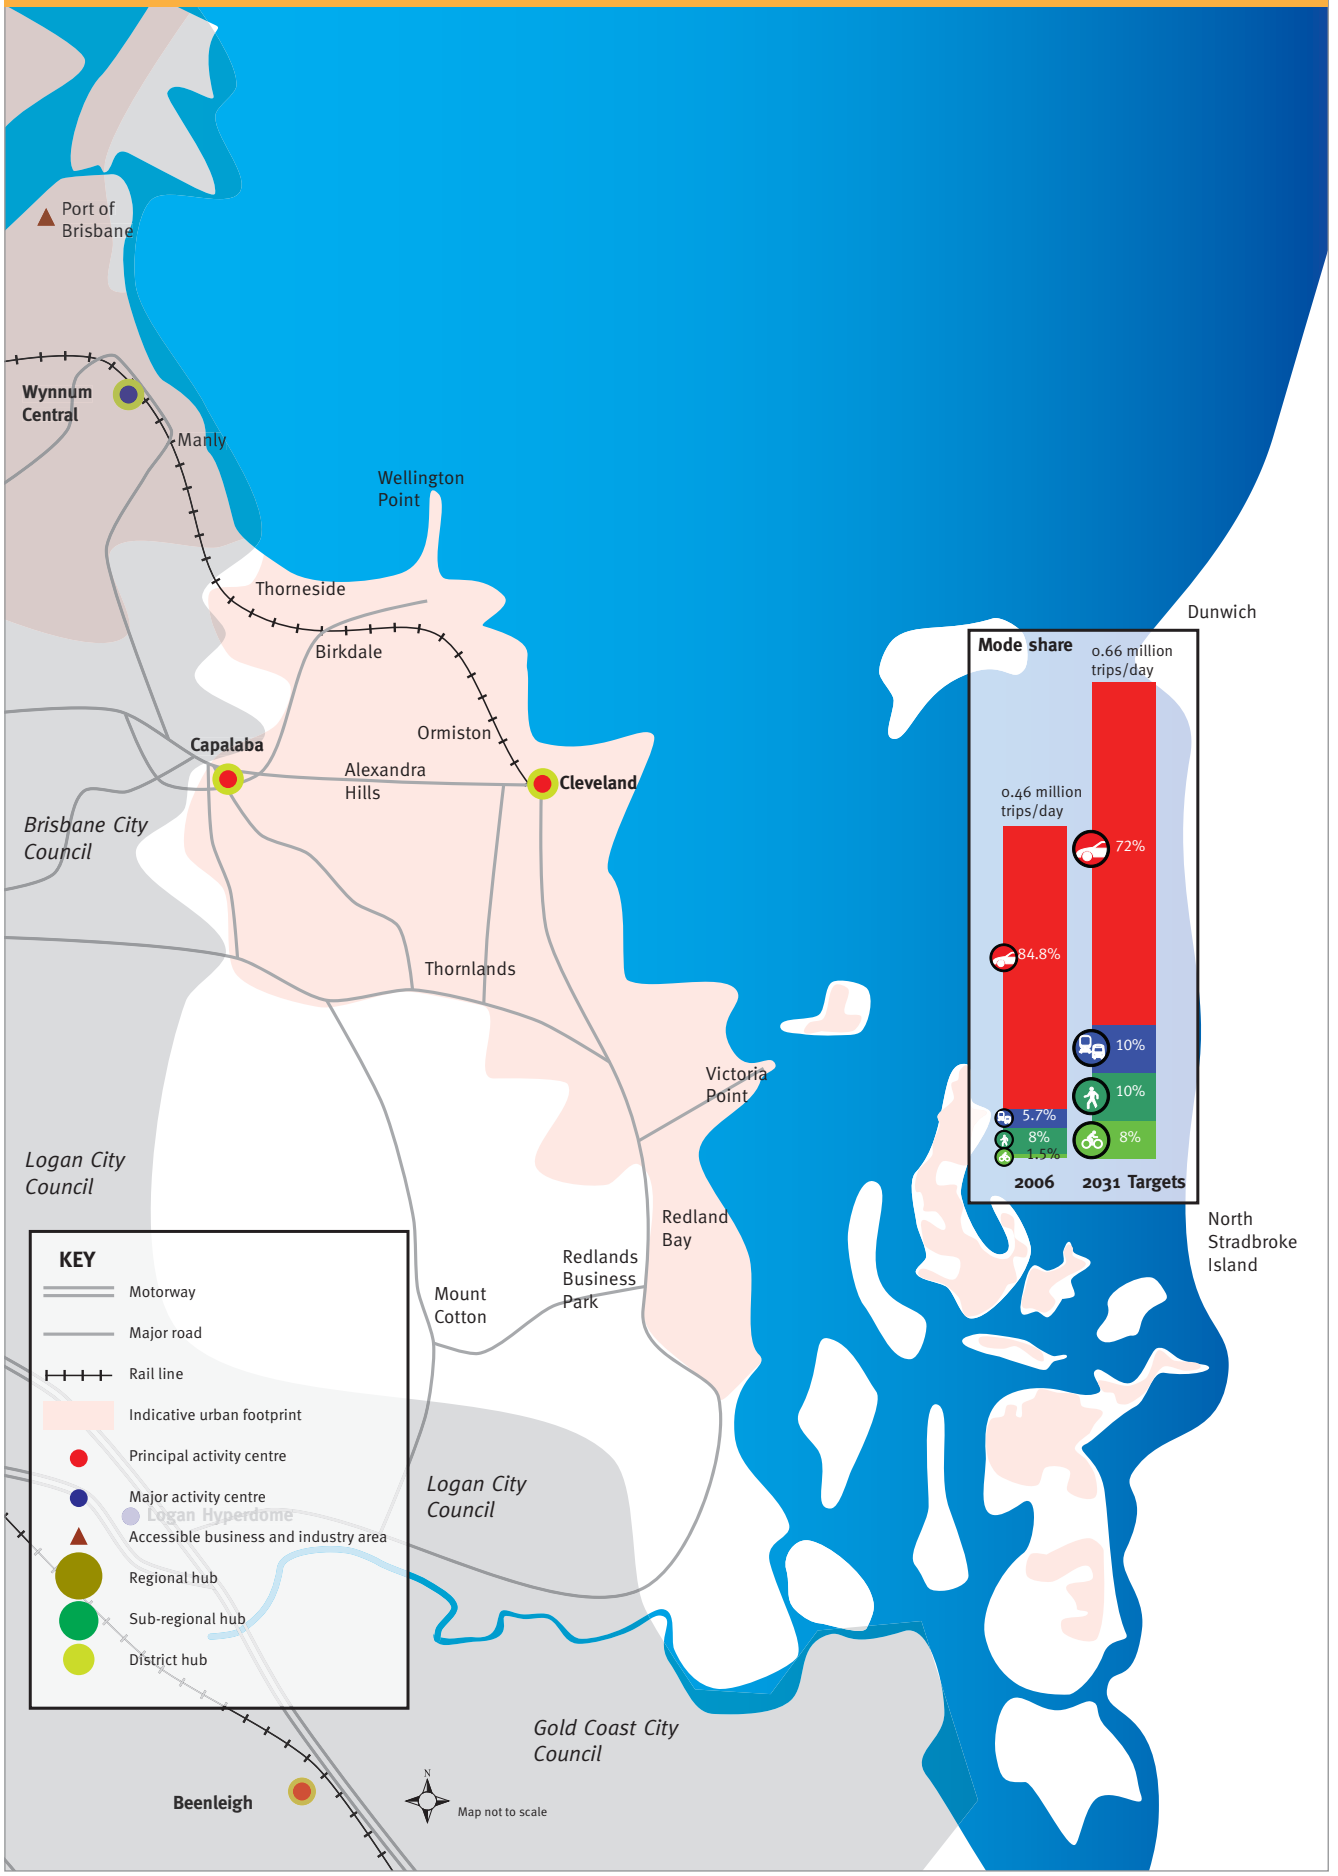 Port of
Brisbane
Wynnum
Central
Manly
Wellington
Point
Thorneside
Birkdale
Dunwich
Mode share
0.66 million
trips/day
Ormiston
Capalaba
Alexandra
Hills
Cleveland
0.46 million
trips/day
Brisbane City
Council
72%
84.8%
Thornlands
10%
Victoria
Point
10%
5.7%
8%
8%
1.5%
2006
2031 Targets
Logan City
Council
Redland
Bay
North
Stradbroke
Island
Redlands
Business
Park
Mount
Cotton
KEY
Motorway
Major road
Rail line
Indicative urban footprint
Principal activity centre
Major activity centre
Logan Hyperdome
Accessible business and industry area
Regional hub
Sub-regional hub
District hub
Logan City
Council
Gold Coast City
Council
Beenleigh
N
Map not to scale